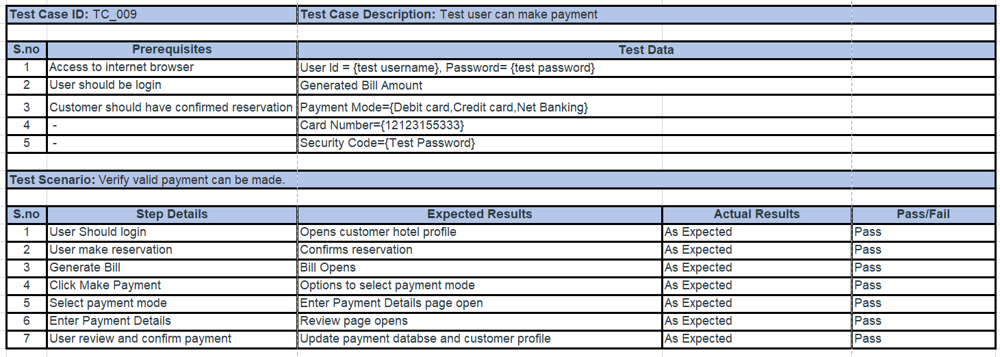 Test Case ID: TC_009 Test Case Description: Test user can make payment
S.no Prerequisites Test Data
1 Access to internet browser User Id = {test username}, Password= {test password}
2 User should be login Generated Bill Amount
3 Customer should have confirmed reservation Payment Mode={Debit card,Credit card,Net Banking}
4 - Card Number={12123155333}
5 - Security Code={Test Password}
Test Scenario: Verify valid payment can be made.
S.no Step Details Expected Results Actual Results Pass/Fail
1 User Should login Opens customer hotel profile As Expected Pass
2 User make reservation Confirms reservation As Expected Pass
3 Generate Bill Bill Opens As Expected Pass
4 Click Make Payment Options to select payment mode As Expected Pass
5 Select payment mode Enter Payment Details page open As Expected Pass
6 Enter Payment Details Review page opens As Expected Pass
7 User review and confirm payment Update payment databse and customer profile As Expected Pass